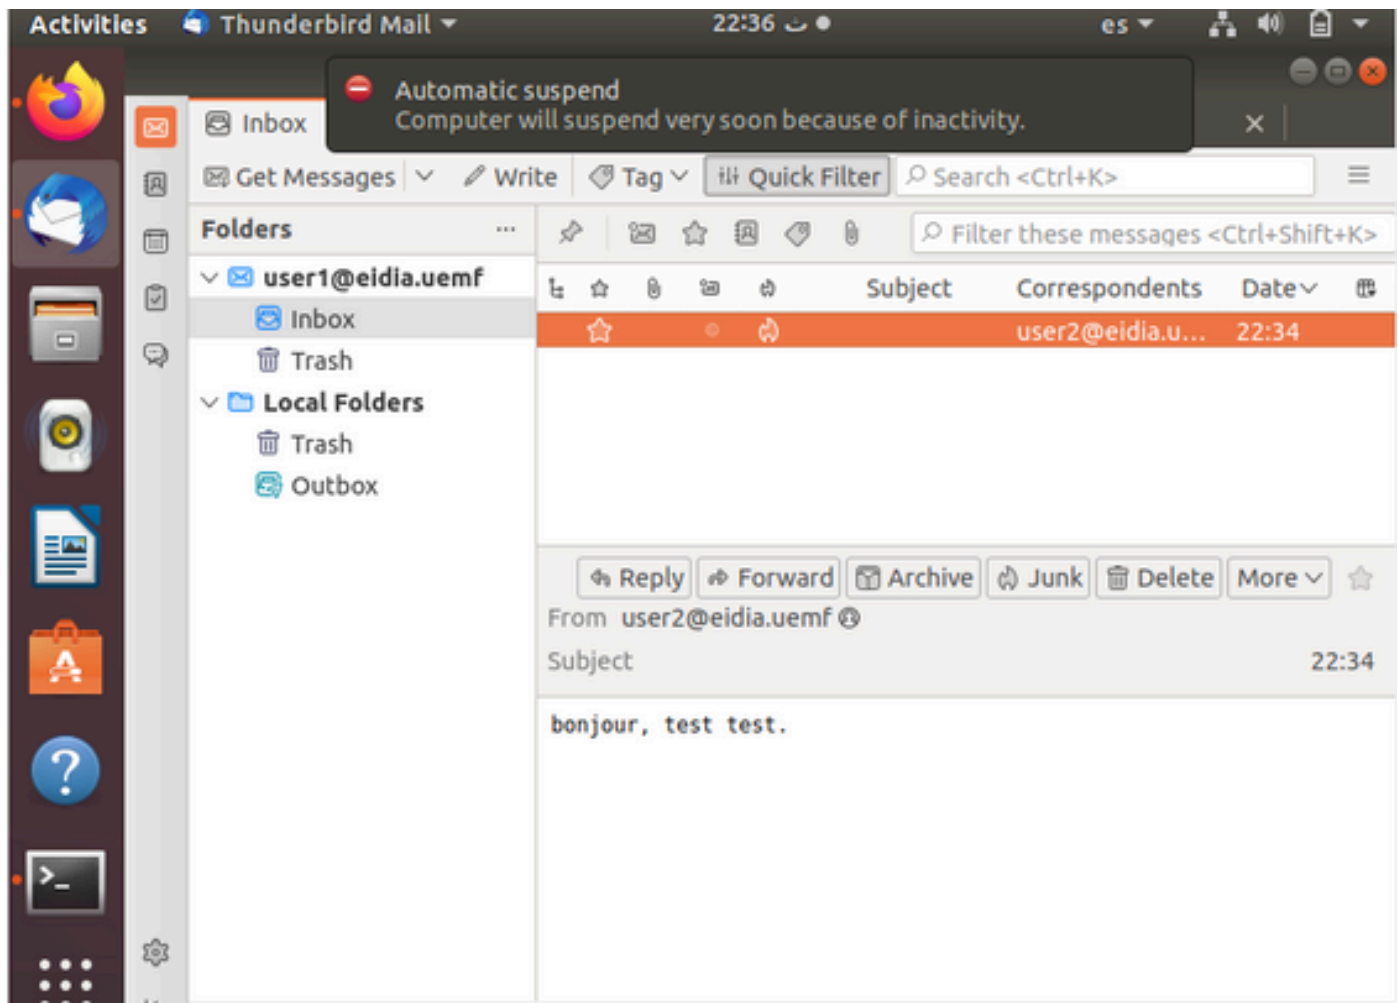 Activities Thunderbird Mail 22:36 ث es
Automatic suspend
Computer will suspend very soon because of inactivity.
Inbox
Get Messages Write Tag Quick Filter Search <Ctrl+K>
Folders ... Filter these messages <Ctrl+Shift+K>
user1@eidia.uemf
Subject Correspondents Date
Inbox
user2@eidia.u... 22:34
Trash
Local Folders
Trash
Outbox
Reply Forward Archive Junk Delete More
From user2@eidia.uemf
Subject 22:34
bonjour, test test.